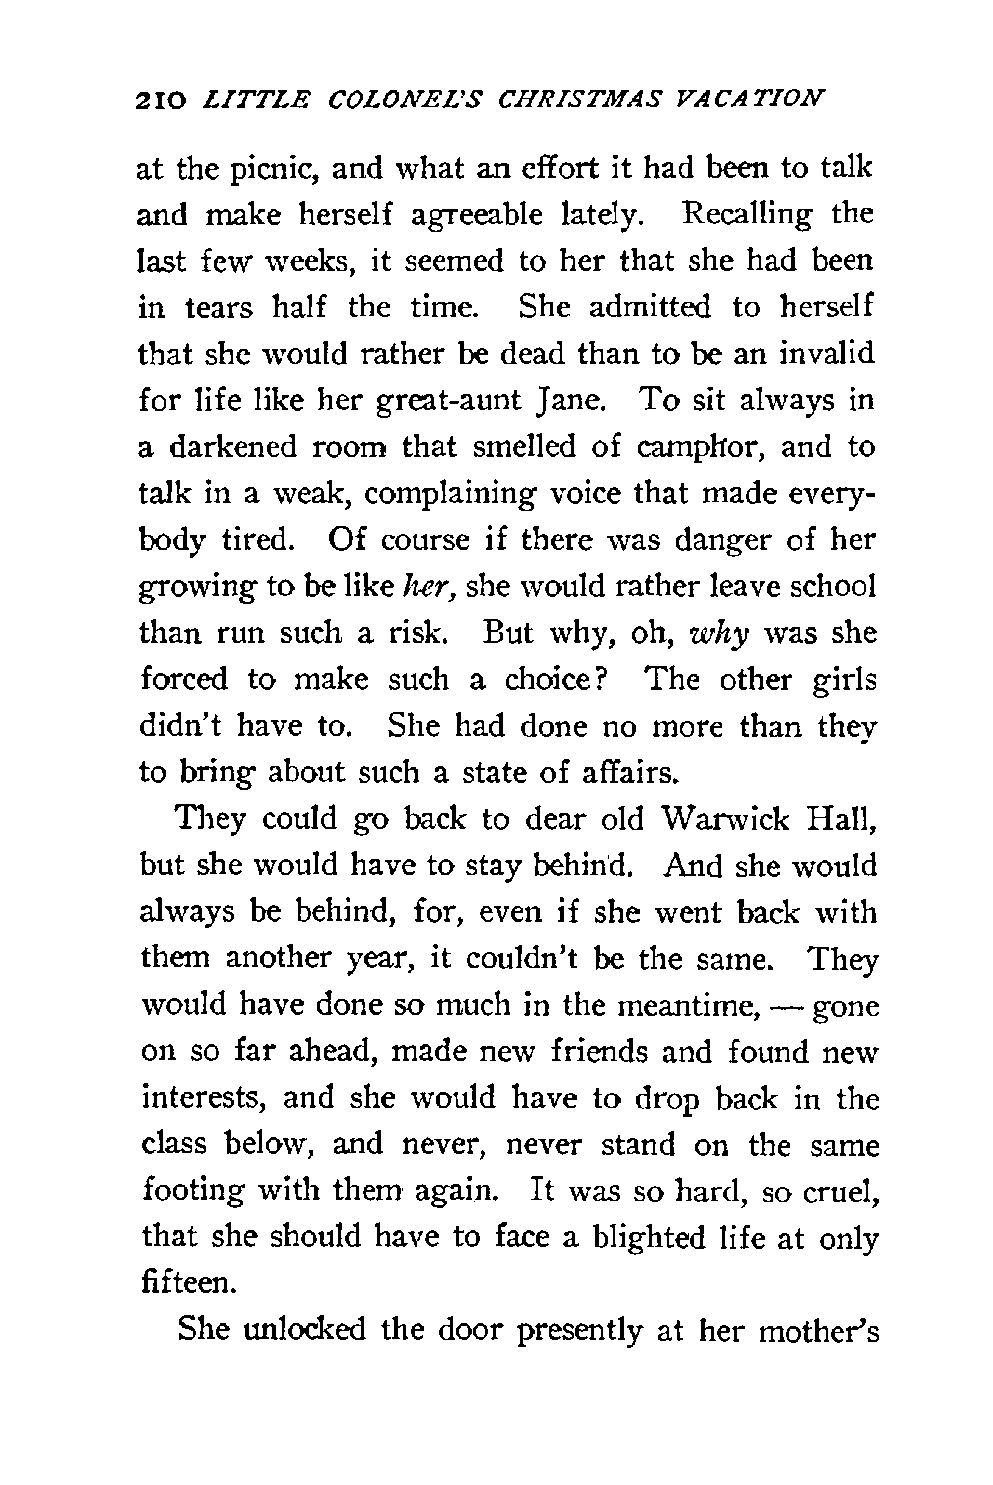 210 LITTLE COLONEL'S CHRISTMAS VACATION
at the picnic, and what an effort it had been to talk
and make herself agreeable lately. Recalling the
last few weeks, it seemed to her that she had been
in tears half the time. She admitted to herself
that she would rather be dead than to be an invalid
for life like her great-aunt Jane. To sit always in
a darkened room that smelled of camphor, and to
talk in a weak, complaining voice that made every-
body tired. Of course if there was danger of her
growing to be like her, she would rather leave school
than run such a risk. But why, oh, why was she
forced to make such a choice? The other girls
didn't have to. She had done no more than they
to bring about such a state of affairs.
They could go back to dear old Warwick Hall,
but she would have to stay behind. And she would
always be behind, for, even if she went back with
them another year, it couldn't be the same. They
would have done so much in the meantime, — gone
on so far ahead, made new friends and found new
interests, and she would have to drop back in the
class below, and never, never stand on the same
footing with them again. It was so hard, so cruel,
that she should have to face a blighted life at only
fifteen.
She unlocked the door presently at her mother's